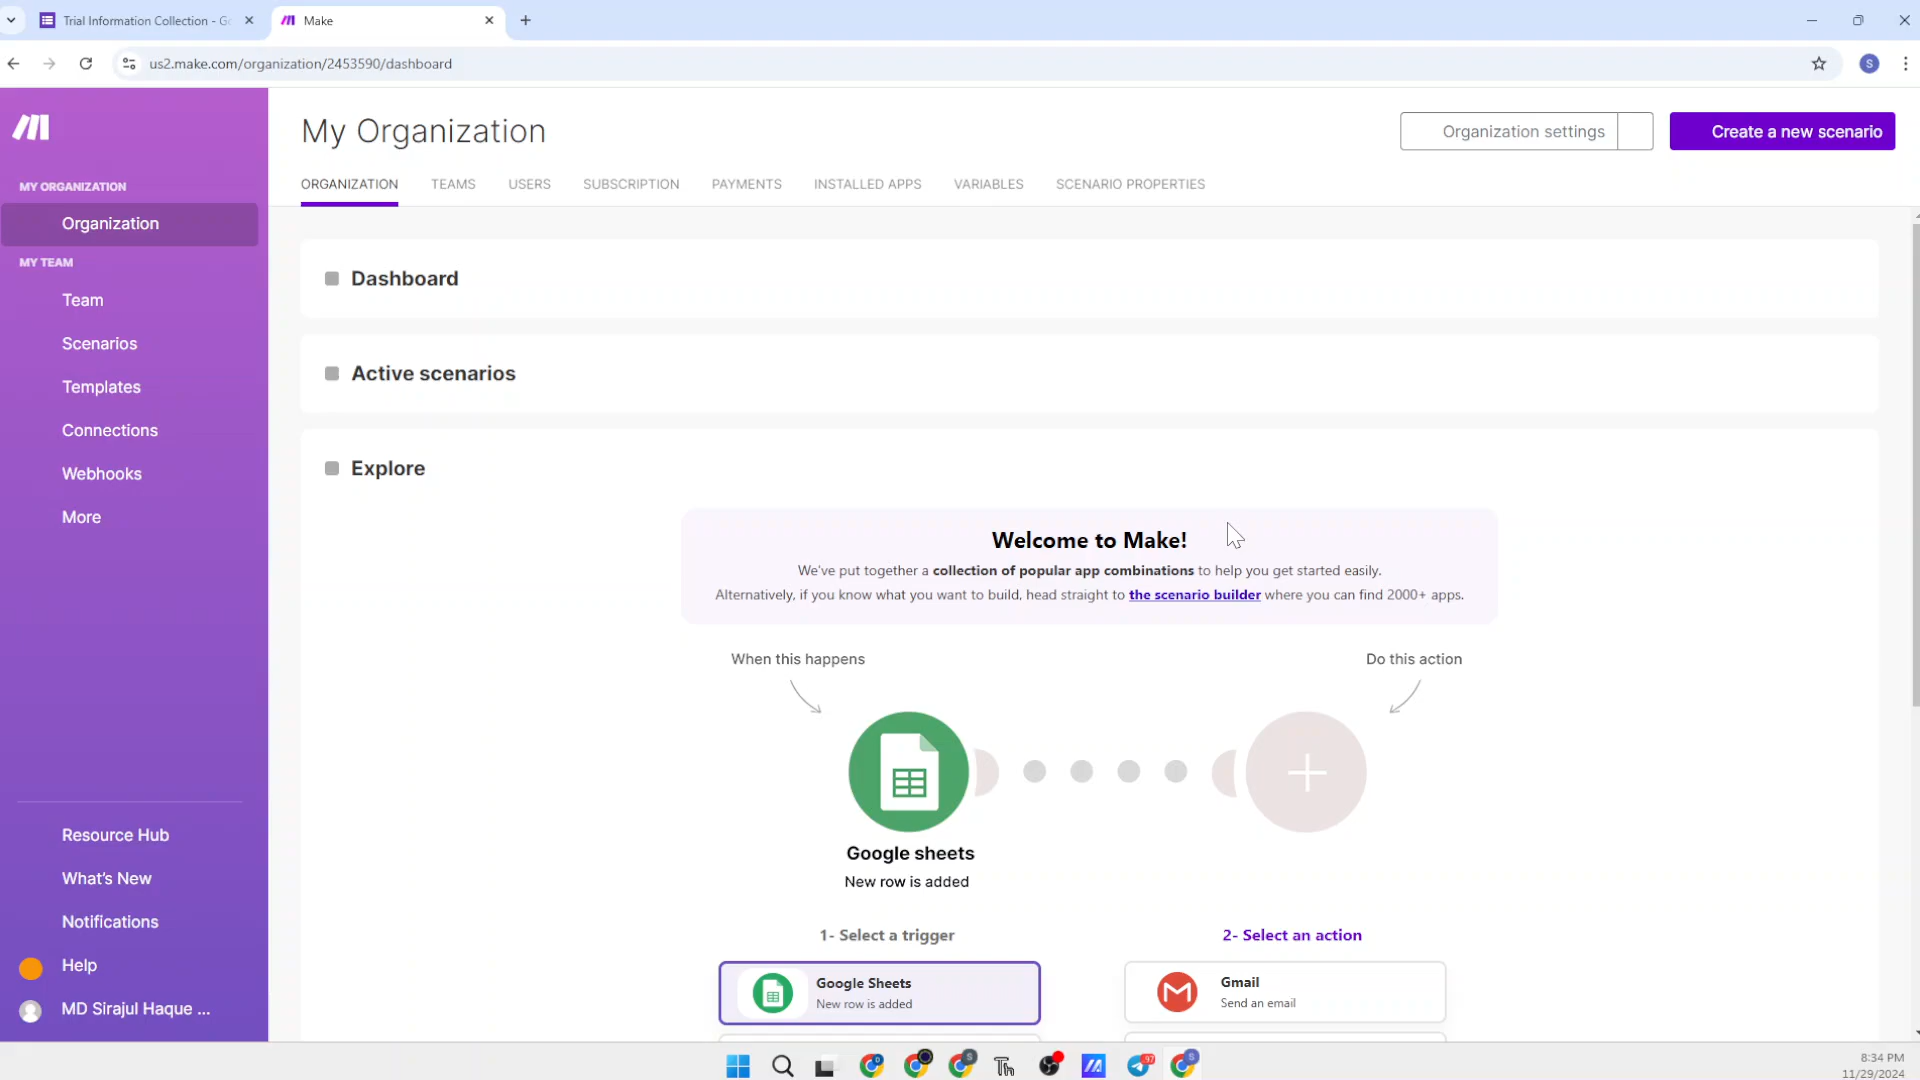 Trial Information Collection - G
Make
us2.make.com/organization/2453590/dashboard
S
MY ORGANIZATION
Organization
MY TEAM
Team
Scenarios
Templates
Connections
Webhooks
More
Resource Hub
What's New
Notifications
Help
MD Sirajul Haque ...
My Organization
Organization settings
Create a new scenario
ORGANIZATION TEAMS USERS SUBSCRIPTION PAYMENTS INSTALLED APPS VARIABLES SCENARIO PROPERTIES
Dashboard
Active scenarios
Explore
Welcome to Make!
We've put together a collection of popular app combinations to help you get started easily.
Alternatively, if you know what you want to build, head straight to the scenario builder where you can find 2000+ apps.
When this happens
Do this action
Google sheets
New row is added
1- Select a trigger
2- Select an action
Google Sheets
New row is added
Gmail
Send an email
97
8:34 PM
11/29/2024